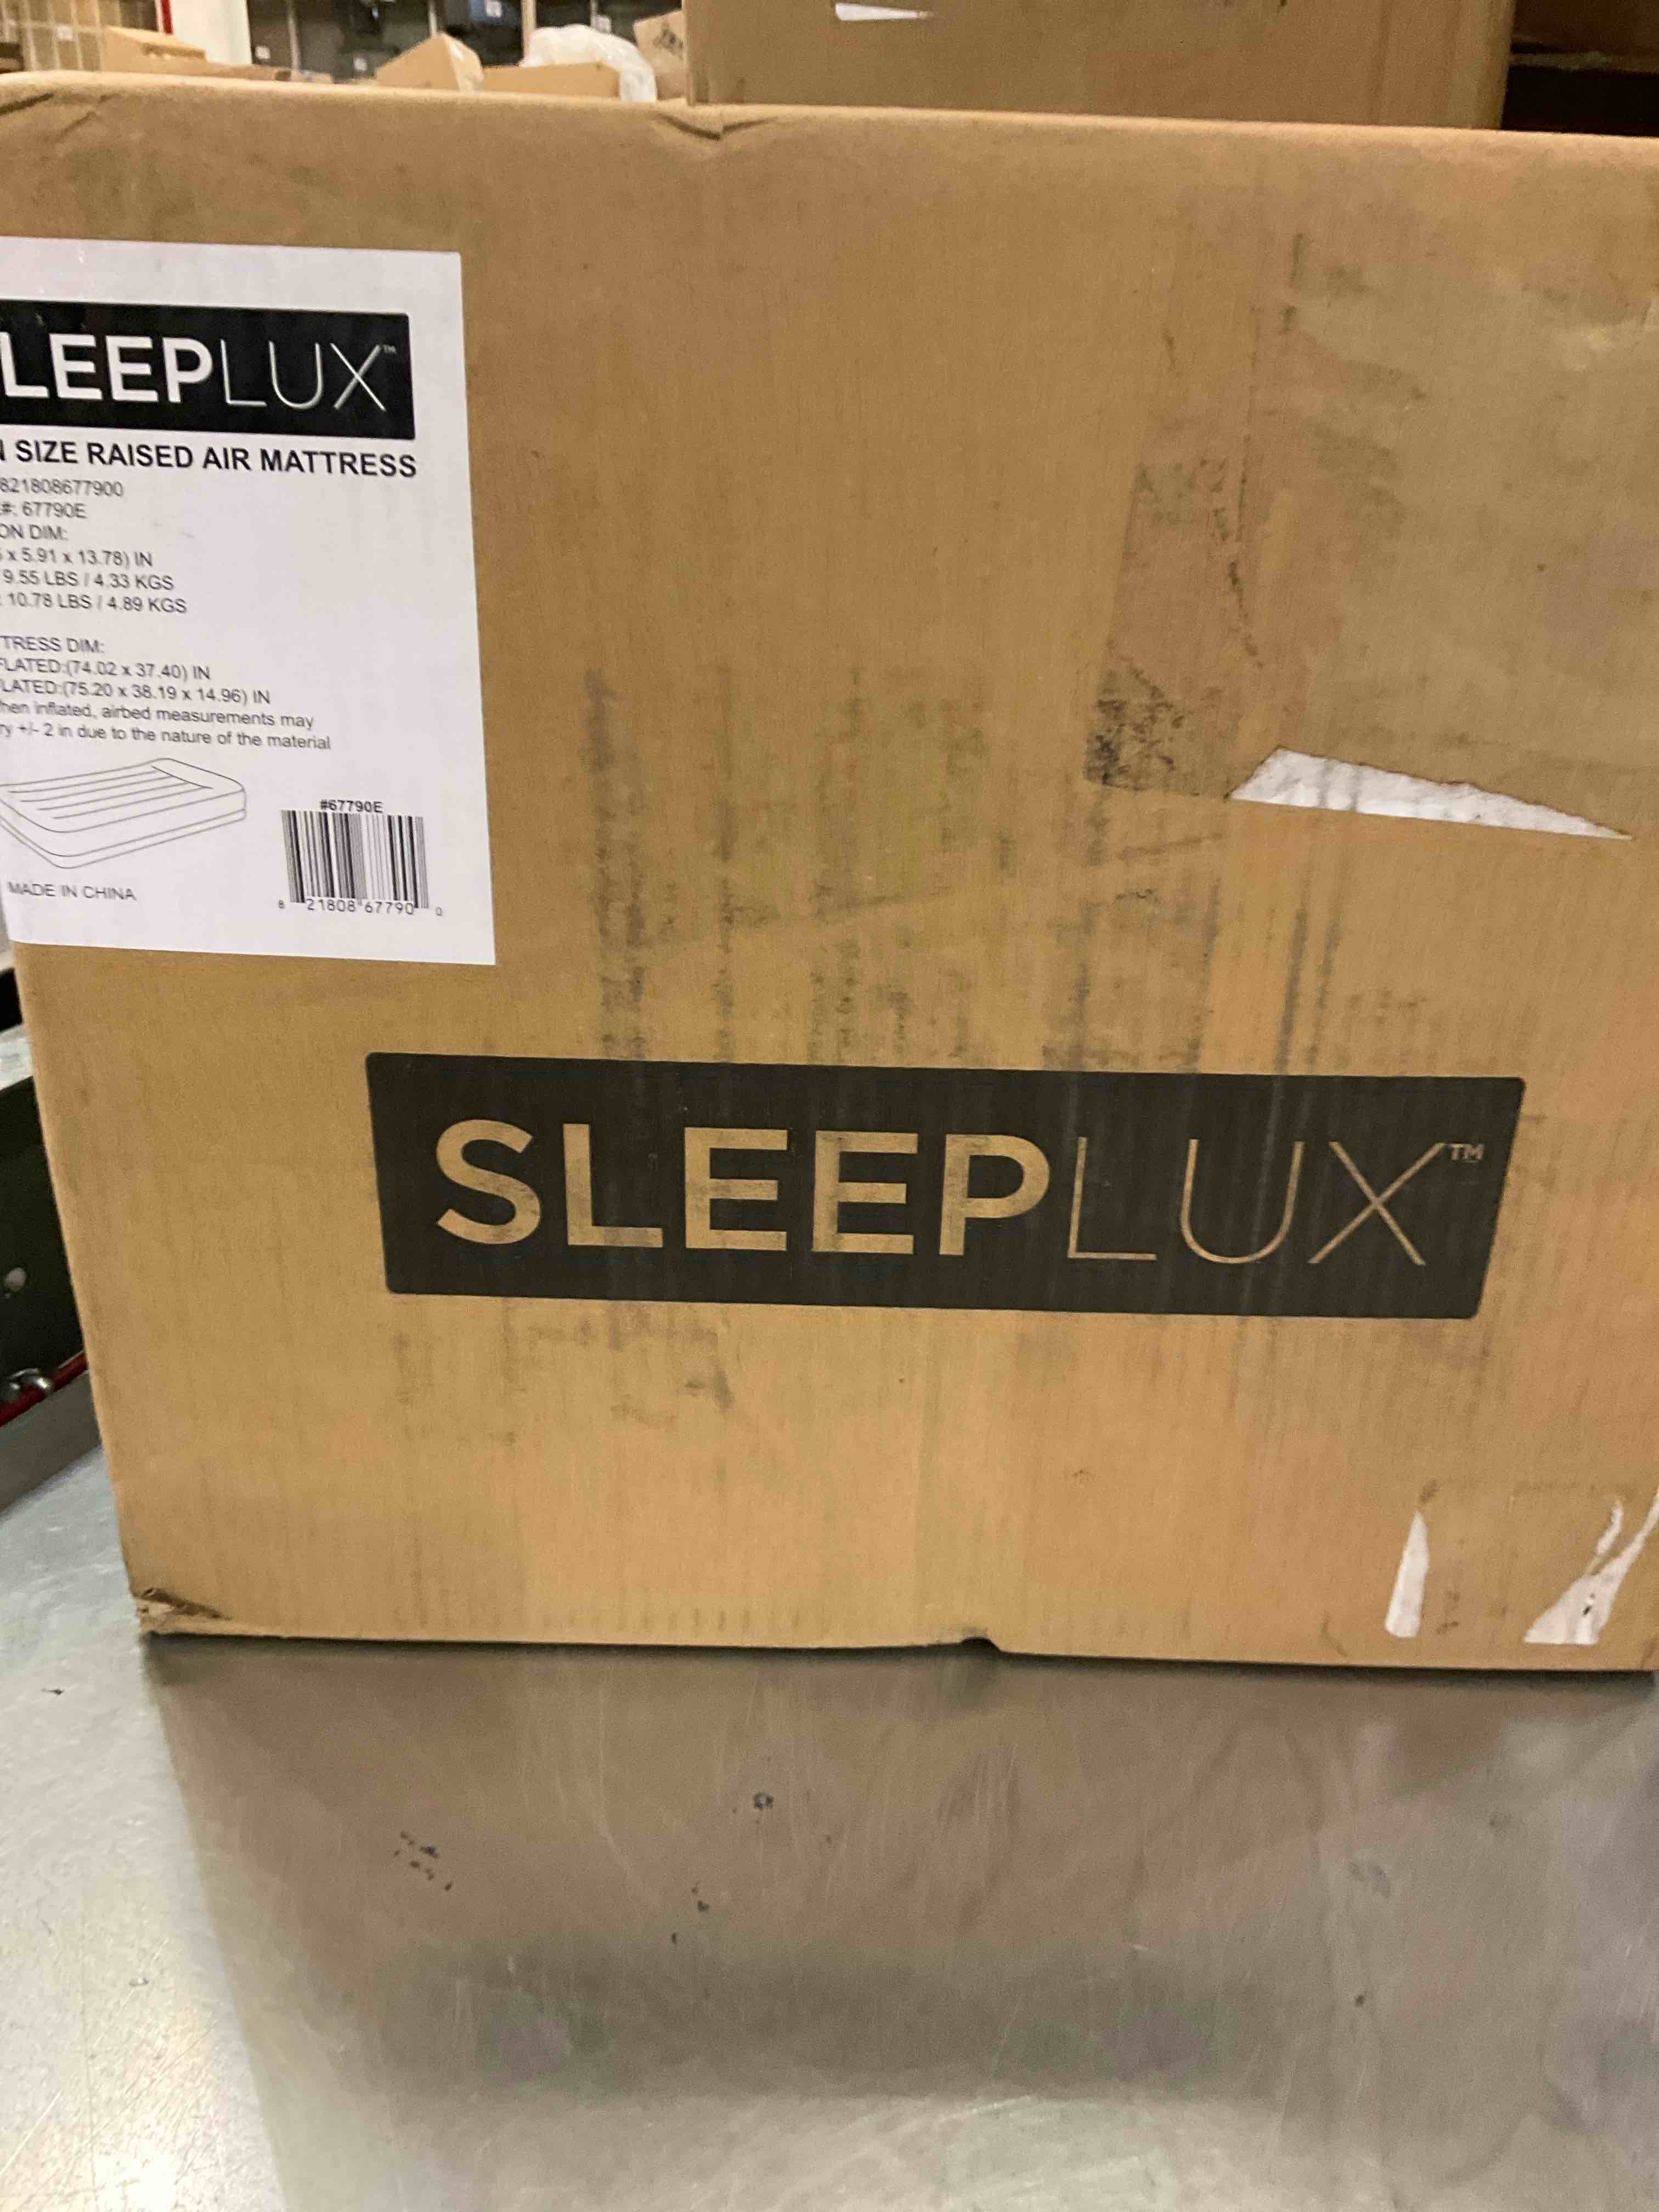 LEEPLUX™
SIZE RAISED AIR MATTRESS
821808677900
#: 67790E
ON DIM:
x 5.91 x 13.78) IN
9.55 LBS / 4.33 KGS
: 10.78 LBS / 4.89 KGS
TRESS DIM:
FLATED:(74.02 x 37.40) IN
LATED:(75.20 x 38.19 x 14.96) IN
hen inflated, airbed measurements may
ry +/- 2 in due to the nature of the material
#67790E
MADE IN CHINA
8 21808 67790 0
SLEEPLUX™